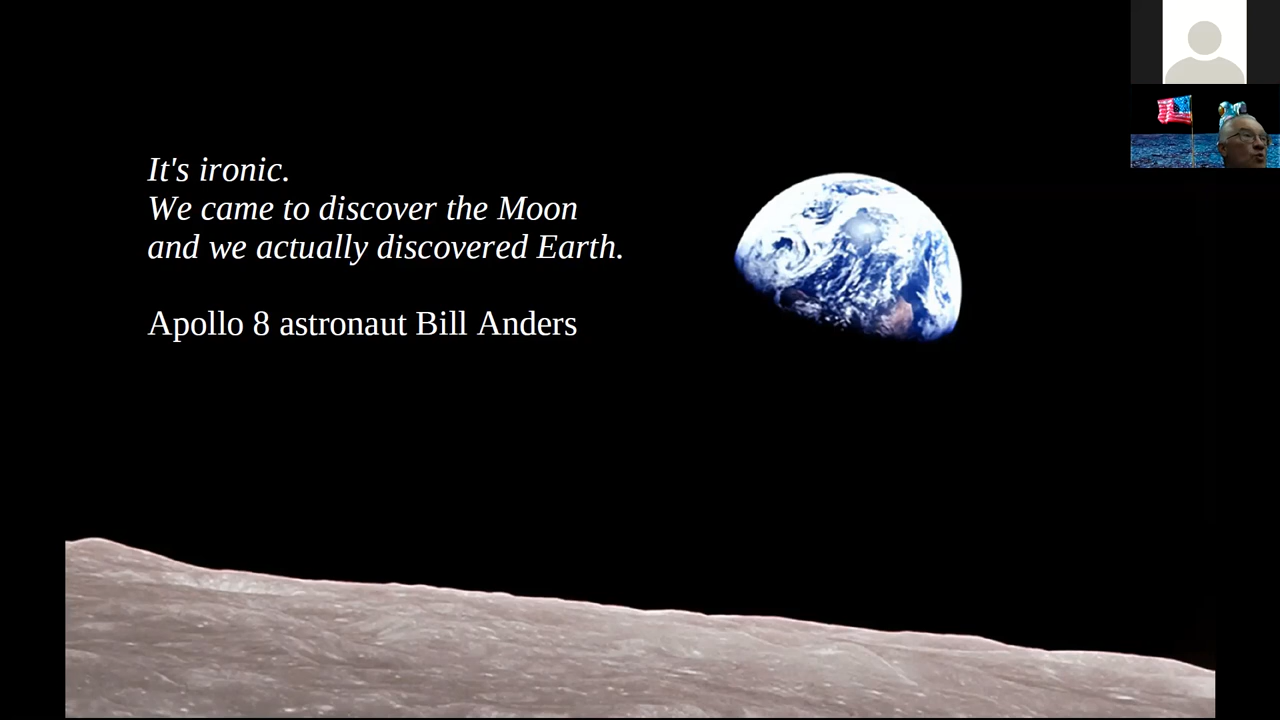 It's ironic.
We came to discover the Moon
and we actually discovered Earth.
Apollo 8 astronaut Bill Anders